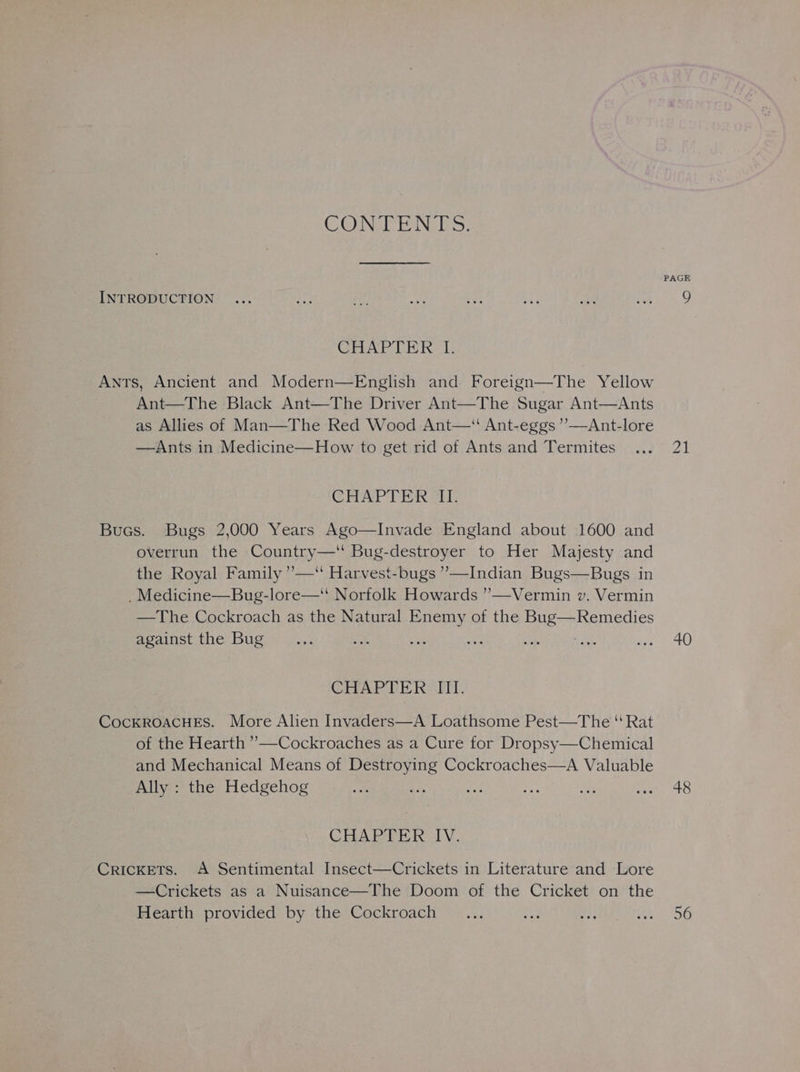 CONTENTS.
PAGE
INTRODUCTION ... ... ... ... ... ... ... ... 9
CHAPTER I.
ANTS, Ancient and Modern—English and Foreign—The Yellow
Ant—The Black Ant—The Driver Ant—The Sugar Ant—Ants
as Allies of Man—The Red Wood Ant—“ Ant-eggs ”—Ant-lore
—Ants in Medicine—How to get rid of Ants and Termites ... 21
CHAPTER II.
BUGS. Bugs 2,000 Years Ago—Invade England about 1600 and
overrun the Country—“ Bug-destroyer to Her Majesty and
the Royal Family ”—“ Harvest-bugs ”—Indian Bugs—Bugs in
Medicine—Bug-lore—“ Norfolk Howards ”—Vermin v. Vermin
—The Cockroach as the Natural Enemy of the Bug—Remedies
against the Bug ... ... ... ... ... ... ... 40
CHAPTER III.
COCKROACHES. More Alien Invaders—A Loathsome Pest—The “ Rat
of the Hearth ”—Cockroaches as a Cure for Dropsy—Chemical
and Mechanical Means of Destroying Cockroaches—A Valuable
Ally : the Hedgehog ... ... ... ... ... ... 48
CHAPTER IV.
CRICKETS. A Sentimental Insect—Crickets in Literature and Lore
—Crickets as a Nuisance—The Doom of the Cricket on the
Hearth provided by the Cockroach ... ... ... ... 56